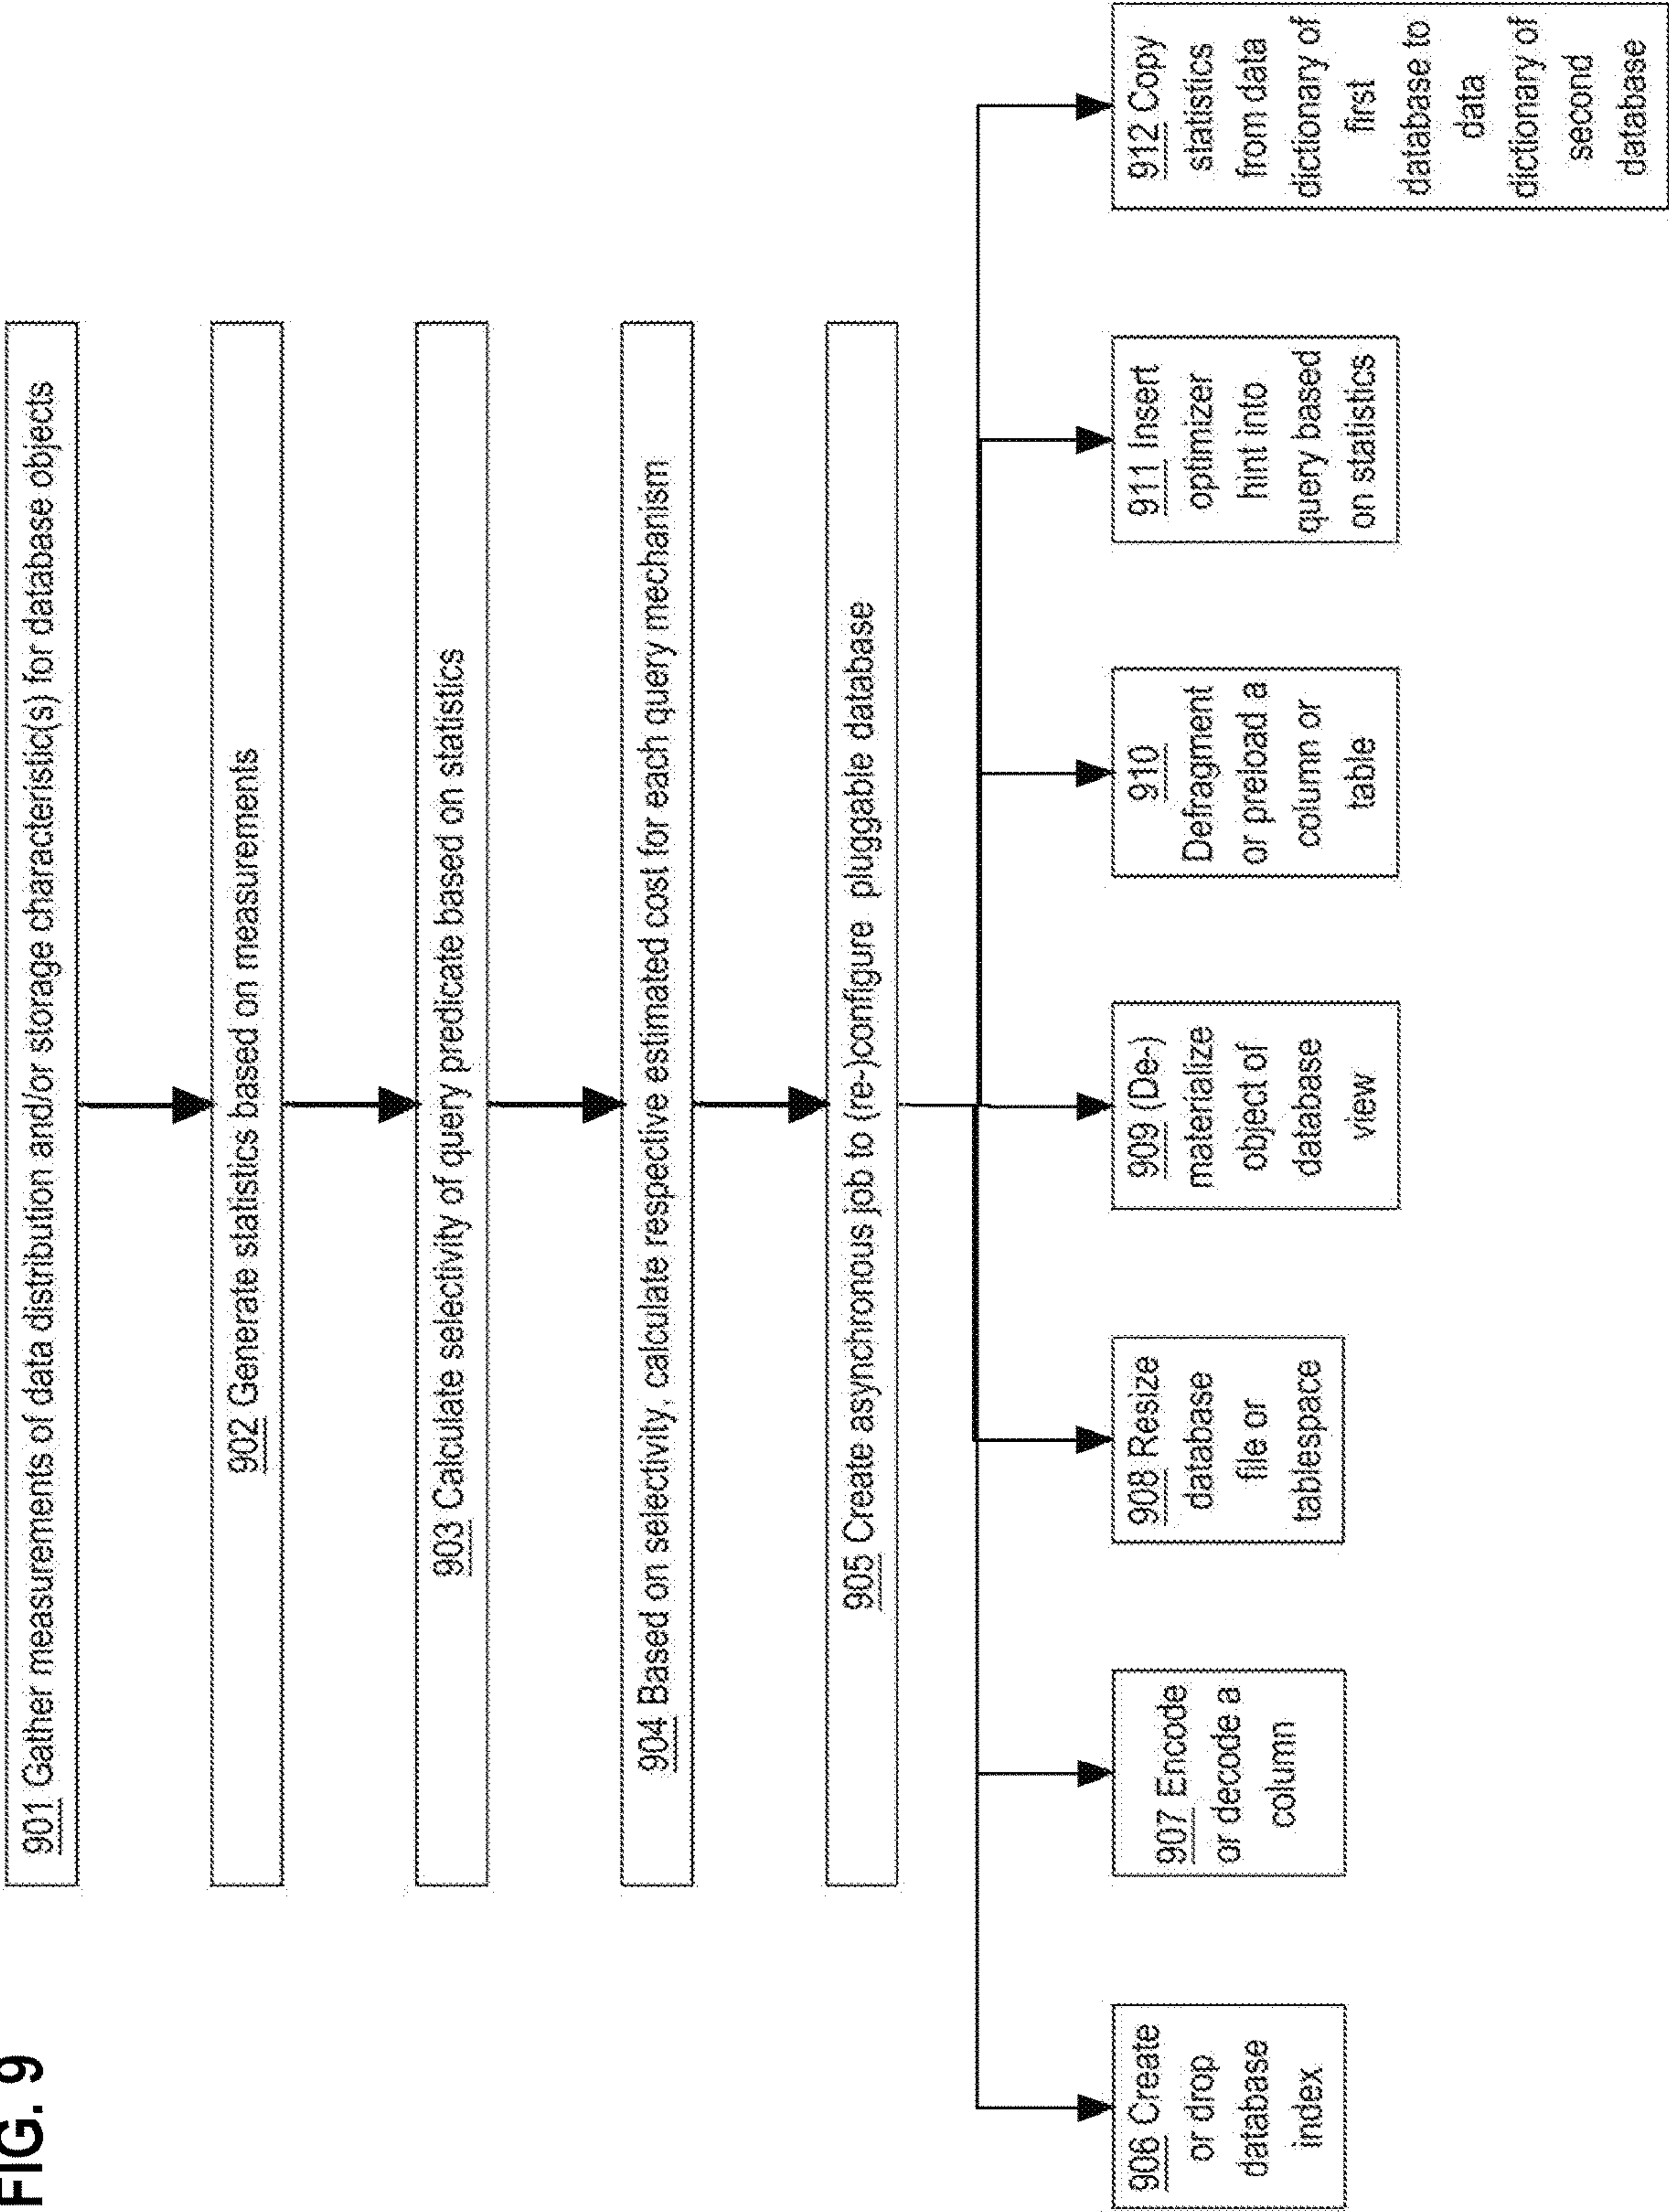 FIG. 9
901 Gather measurements of data distribution and/or storage characteristic(s) for database objects
902 Generate statistics based on measurements
903 Calculate selectivity of query predicate based on statistics
904 Based on selectivity, calculate respective estimated cost for each query mechanism
905 Create asynchronous job to (re-)configure pluggable database
906 Create
or drop
database
index
907 Encode
or decode a
column
908 Resize
database
file or
tablespace
909 (De-)
materialize
object of
database
view
910
Defragment
or preload a
column or
table
911 Insert
optimizer
hint into
query based
on statistics
912 Copy
statistics
from data
dictionary of
first
database to
data
dictionary of
second
database